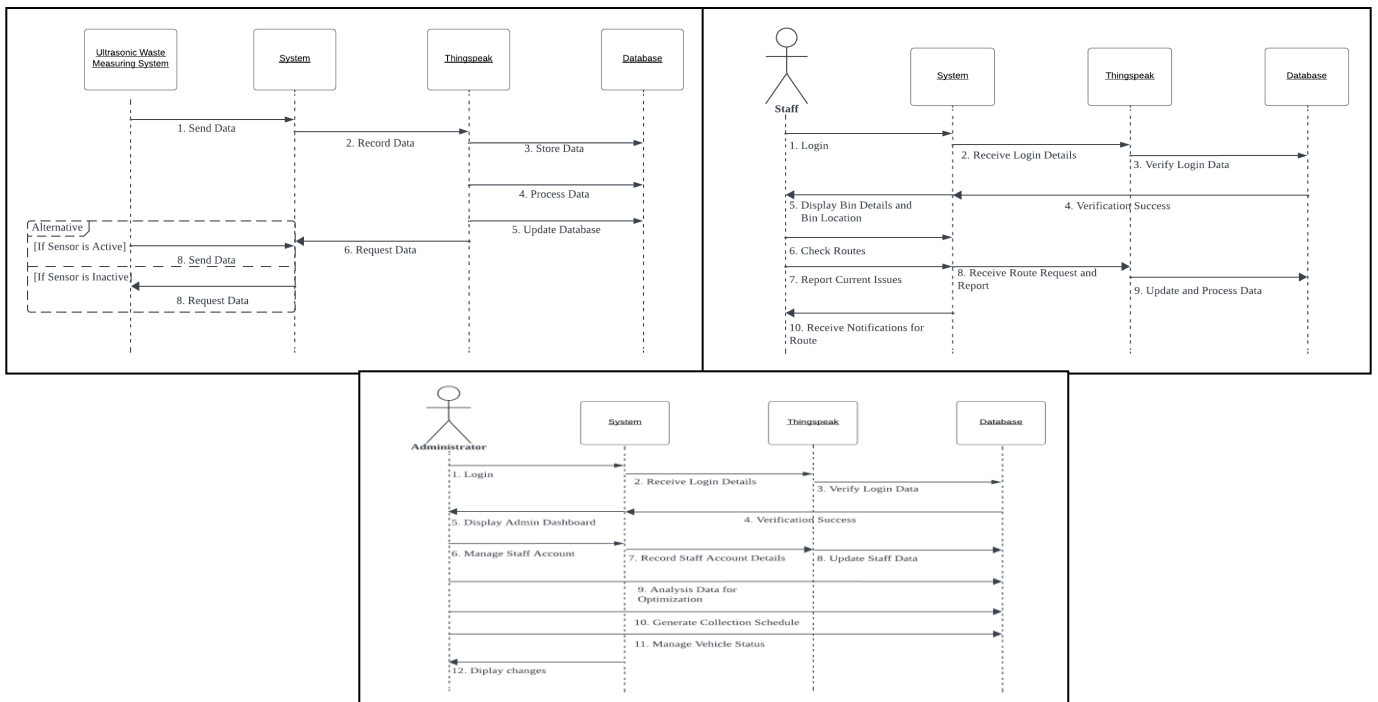 Ultrasonic Waste
Measuring System
System
Thingspeak
Database
1. Send Data
2. Record Data
3. Store Data
4. Process Data
5. Update Database
6. Request Data
Alternative
[If Sensor is Active]
8. Send Data
[If Sensor is Inactive]
8. Request Data
Staff
System
Thingspeak
Database
1. Login
2. Receive Login Details
3. Verify Login Data
4. Verification Success
5. Display Bin Details and
Bin Location
6. Check Routes
7. Report Current Issues
8. Receive Route Request and
Report
9. Update and Process Data
10. Receive Notifications for
Route
Administrator
System
Thingspeak
Database
1. Login
2. Receive Login Details
3. Verify Login Data
4. Verification Success
5. Display Admin Dashboard
6. Manage Staff Account
7. Record Staff Account Details
8. Update Staff Data
9. Analysis Data for
Optimization
10. Generate Collection Schedule
11. Manage Vehicle Status
12. Diplay changes